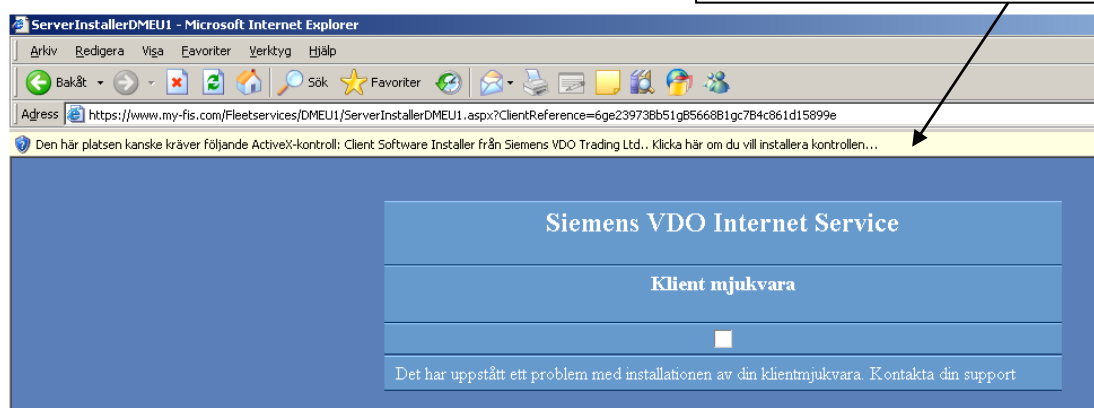 ServerInstallerDMEU1 - Microsoft Internet Explorer
Arkiv Redigera Visa Favoriter Verktyg Hjälp
Bakåt Sök Favoriter
Adress https://www.my-fis.com/Fleetservices/DMEU1/ServerInstallerDMEU1.aspx?ClientReference=6ge23973Bb51gB5668B1gc7B4c861d15899e
Den här platsen kanske kräver följande ActiveX-kontroll: Client Software Installer från Siemens VDO Trading Ltd.. Klicka här om du vill installera kontrollen...
Siemens VDO Internet Service
Klient mjukvara
Det har uppstått ett problem med installationen av din klientmjukvara. Kontakta din support